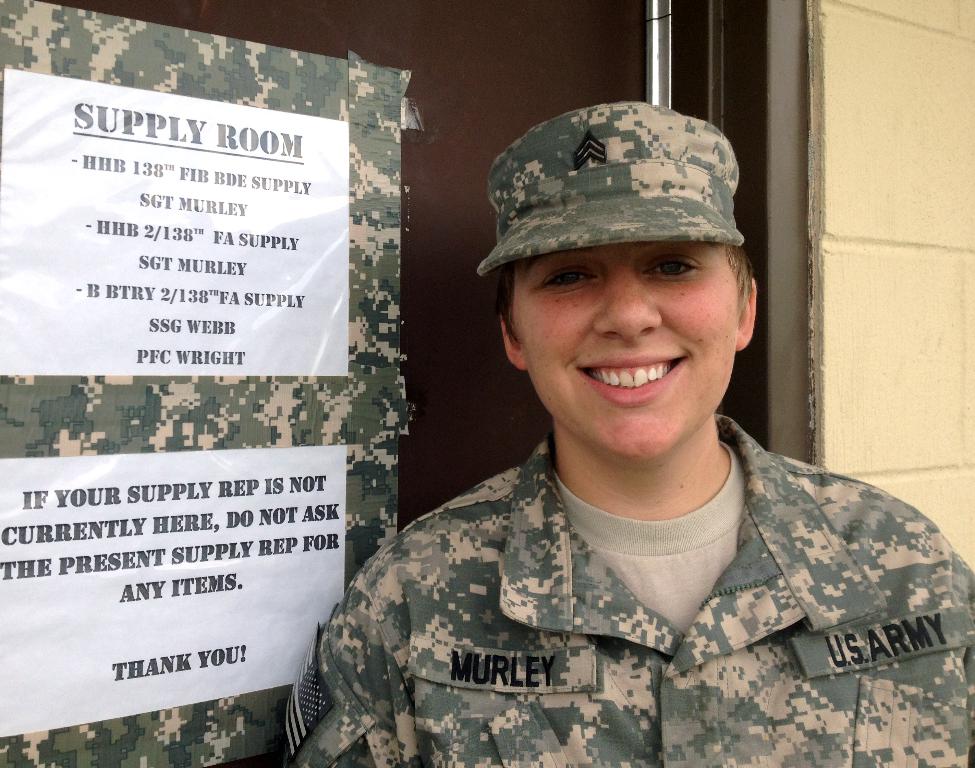 SUPPLY ROOM
- HHB 138TH FIB BDE SUPPLY
SGT MURLEY
- HHB 2/138TH FA SUPPLY
SGT MURLEY
- B BTRY 2/138TH FA SUPPLY
SSG WEBB
PFC WRIGHT
IF YOUR SUPPLY REP IS NOT
CURRENTLY HERE, DO NOT ASK
THE PRESENT SUPPLY REP FOR
ANY ITEMS.
THANK YOU!
MURLEY
U.S. ARMY